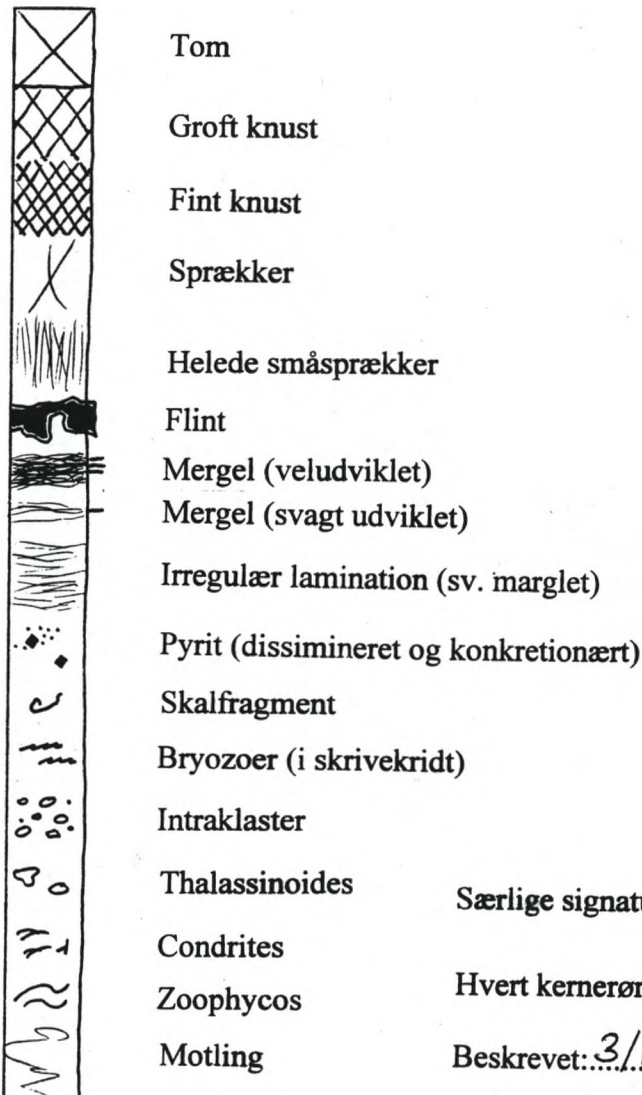 Tom
Groft knust
Fint knust
Sprækker
Helede småsprækker
Flint
Mergel (veludviklet)
Mergel (svagt udviklet)
Irregulær lamination (sv. marglet)
Pyrit (dissimineret og konkretionært)
Skalfragment
Bryozoer (i skrivekridt)
Intraklaster
Thalassinoides
Særlige
Condrites
Hvert
Zoophycos
Motling
Beskrevet: 3/